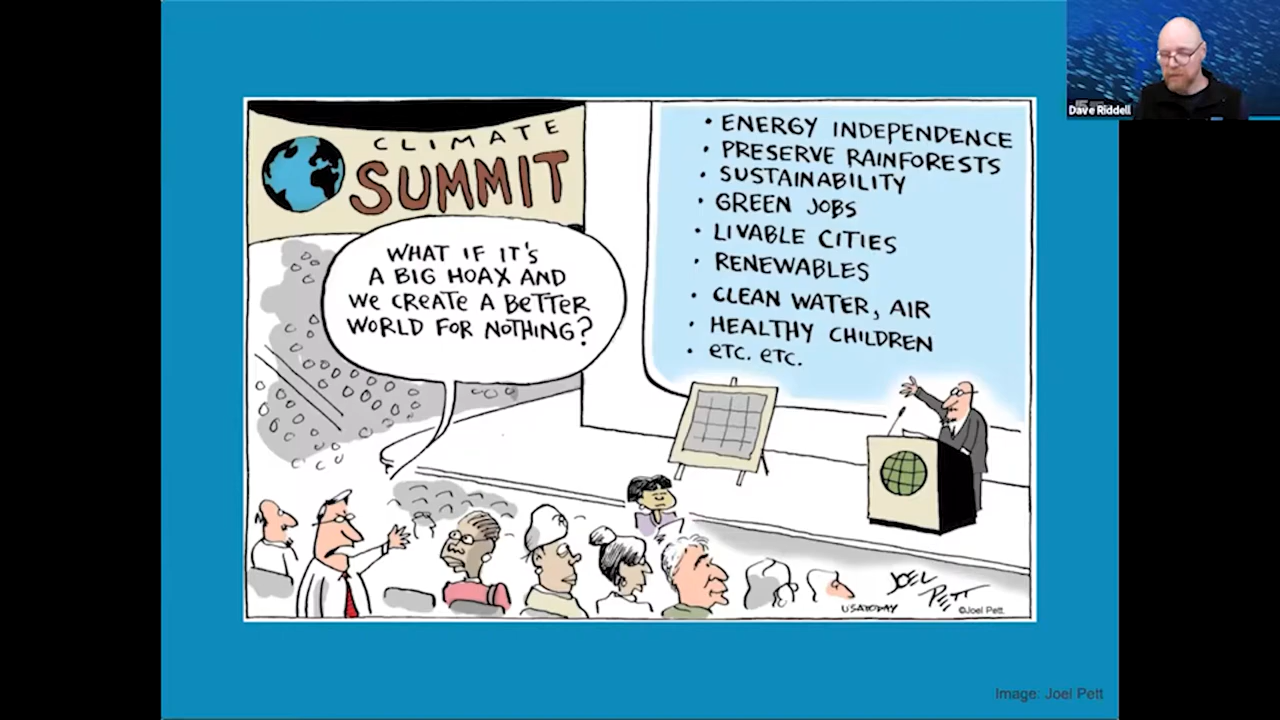 Dave Riddell
CLIMATE
SUMMIT
WHAT IF IT'S
A BIG HOAX AND
WE CREATE A BETTER
WORLD FOR NOTHING?
• ENERGY INDEPENDENCE
• PRESERVE RAINFORESTS
• SUSTAINABILITY
• GREEN JOBS
• LIVABLE CITIES
• RENEWABLES
• CLEAN WATER, AIR
• HEALTHY CHILDREN
• ETC. ETC.
JOEL
PETT
USA TODAY
©Joel Pett
Image: Joel Pett